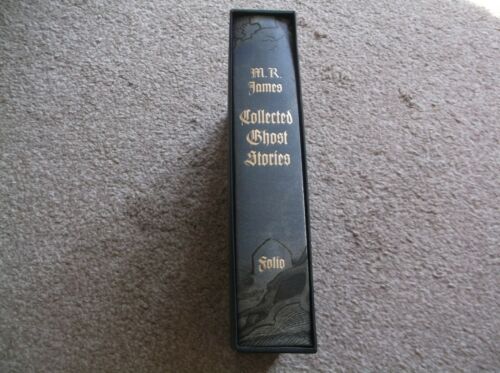 M. R.
James
Collected
Ghost
Stories
Folio